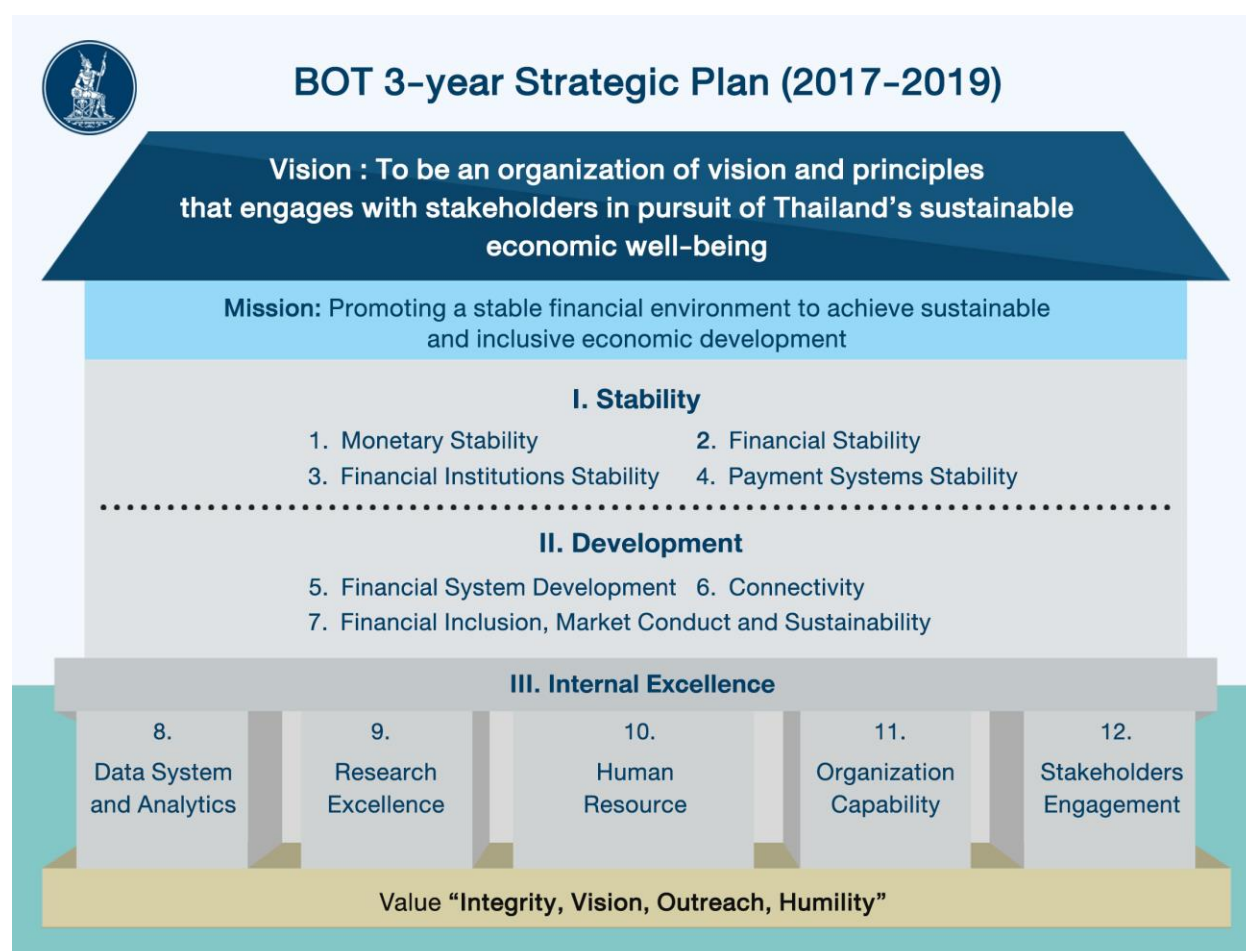 BOT 3-year Strategic Plan (2017-2019)
Vision : To be an organization of vision and principles
that engages with stakeholders in pursuit of Thailand's sustainable
economic well-being
Mission: Promoting a stable financial environment to achieve sustainable
and inclusive economic development
I. Stability
1. Monetary Stability 2. Financial Stability
3. Financial Institutions Stability 4. Payment Systems Stability
II. Development
5. Financial System Development 6. Connectivity
7. Financial Inclusion, Market Conduct and Sustainability
III. Internal Excellence
8.
Data System
and Analytics
9.
Research
Excellence
10.
Human
Resource
11.
Organization
Capability
12.
Stakeholders
Engagement
Value “Integrity, Vision, Outreach, Humility”